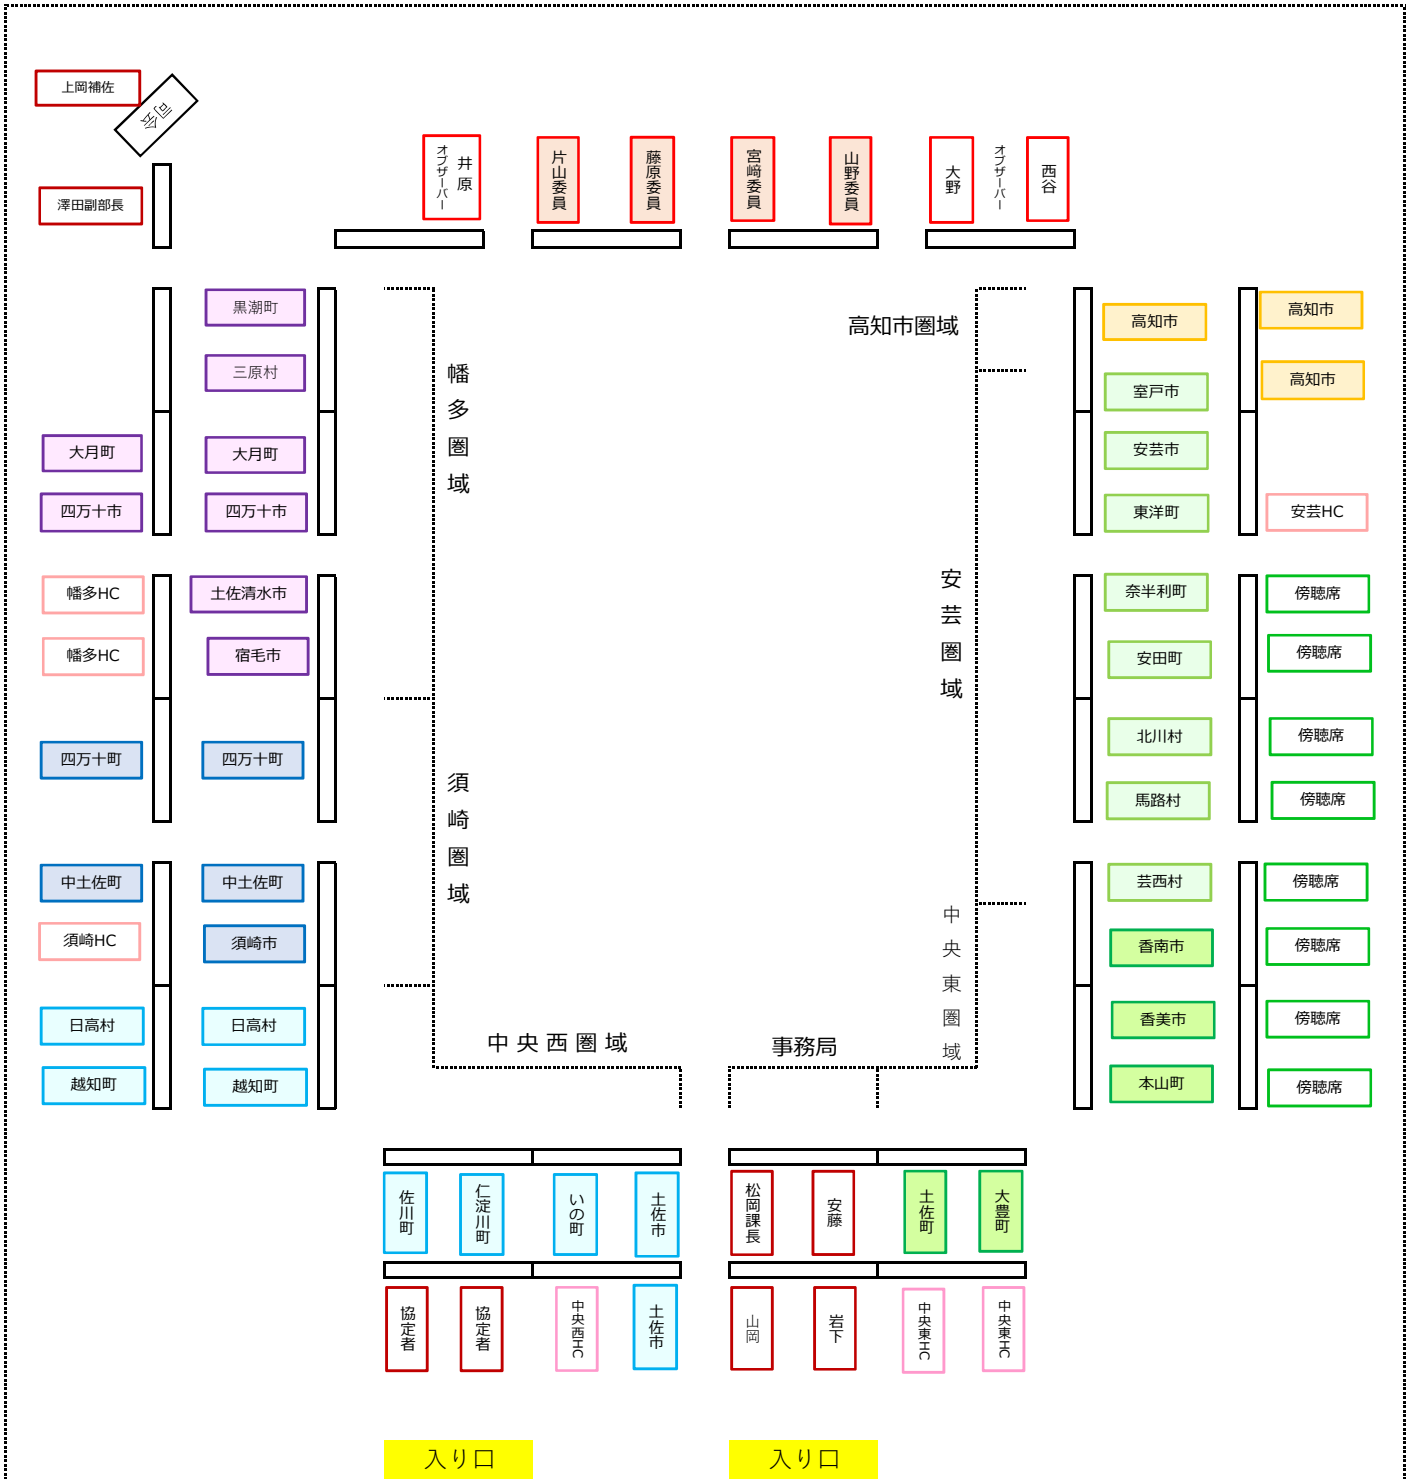 上岡補佐
司会
澤田副部長
オブザーバー
井原
片山委員
藤原委員
宮﨑委員
山野委員
大野
オブザーバー
西谷
黒潮町
三原村
大月町
大月町
四万十市
四万十市
幡多HC
土佐清水市
幡多HC
宿毛市
四万十町
四万十町
中土佐町
中土佐町
須崎HC
須崎市
日高村
日高村
越知町
越知町
幡多圏域
須崎圏域
中央西圏域
事務局
高知市圏域
安芸圏域
中央東圏域
高知市
高知市
室戸市
高知市
安芸市
東洋町
安芸HC
奈半利町
傍聴席
安田町
傍聴席
北川村
傍聴席
馬路村
傍聴席
芸西村
傍聴席
香南市
傍聴席
香美市
傍聴席
本山町
傍聴席
佐川町
仁淀川町
いの町
土佐市
松岡課長
安藤
土佐町
大豊町
協定者
協定者
中央西HC
土佐市
山岡
岩下
中央東HC
中央東HC
入り口
入り口